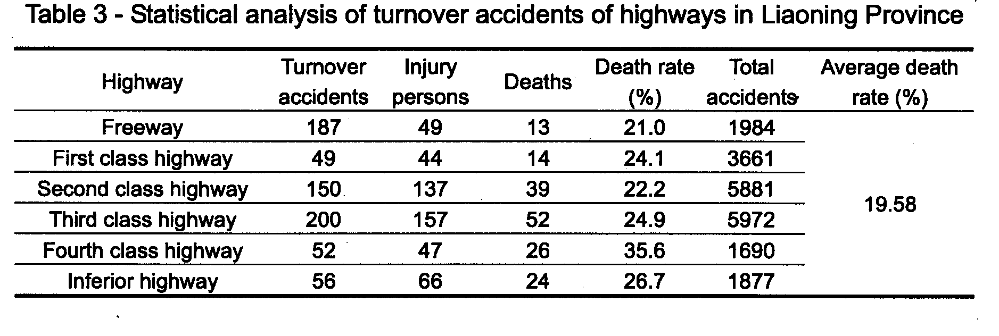 Table 3 - Statistical analysis of turnover accidents of highways in Liaoning Province
Highway Turnover accidents Injury persons Deaths Death rate (%) Total accidents Average death rate (%)
Freeway 187 49 13 21.0 1984
First class highway 49 44 14 24.1 3661
Second class highway 150 137 39 22.2 5881
19.58
Third class highway 200 157 52 24.9 5972
Fourth class highway 52 47 26 35.6 1690
Inferior highway 56 66 24 26.7 1877